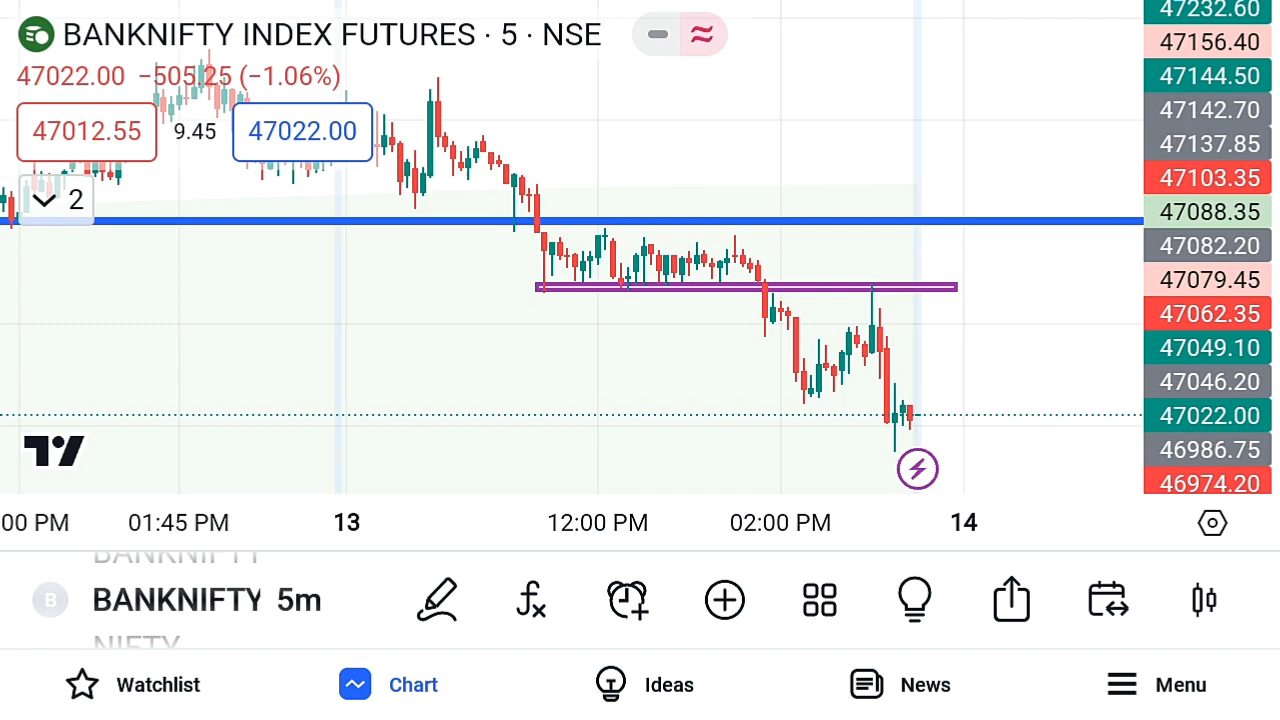 BANKNIFTY INDEX FUTURES · 5 · NSE
47022.00 −505.25 (−1.06%)
47012.55 9.45 47022.00
2
47232.60
47156.40
47144.50
47142.70
47137.85
47103.35
47088.35
47082.20
47079.45
47062.35
47049.10
47046.20
47022.00
46986.75
46974.20
00 PM 01:45 PM 13 12:00 PM 02:00 PM 14
BANKNIFTY
B BANKNIFTY 5m
NIFTY
Watchlist Chart Ideas News Menu